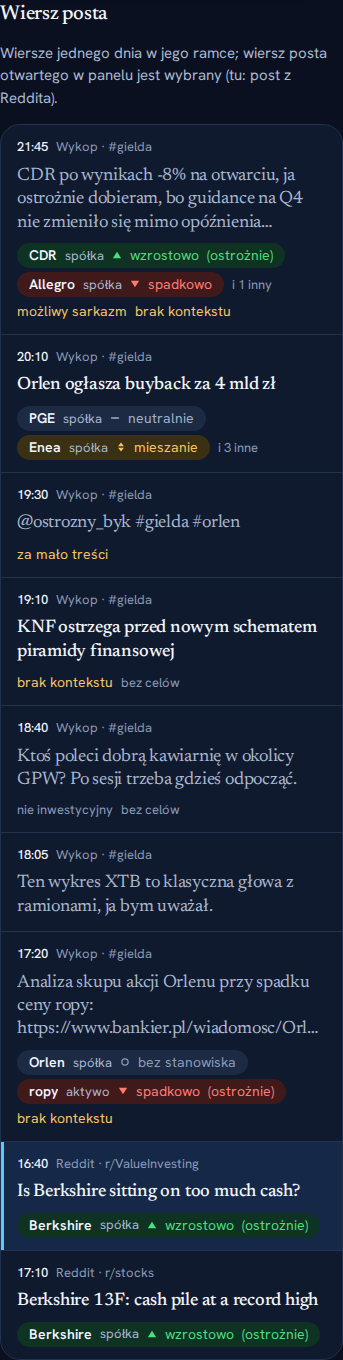 Wiersz posta
Wiersze jednego dnia w jego ramce; wiersz posta
otwartego w panelu jest wybrany (tu: post z
Reddita).
21:45 Wykop · #gielda
CDR po wynikach -8% na otwarciu, ja
ostrożnie dobieram, bo guidance na Q4
nie zmieniło się mimo opóźnienia...
CDR spółka ▲ wzrostowo (ostrożnie)
Allegro spółka ▼ spadkowo i 1 inny
możliwy sarkazm brak kontekstu
20:10 Wykop · #gielda
Orlen ogłasza buyback za 4 mld zł
PGE spółka – neutralnie
Enea spółka mieszanie i 3 inne
19:30 Wykop · #gielda
@ostrozny_byk #gielda #orlen
za mało treści
19:10 Wykop · #gielda
KNF ostrzega przed nowym schematem
piramidy finansowej
brak kontekstu bez celów
18:40 Wykop · #gielda
Ktoś poleci dobrą kawiarnię w okolicy
GPW? Po sesji trzeba gdzieś odpocząć.
nie inwestycyjny bez celów
18:05 Wykop · #gielda
Ten wykres XTB to klasyczna głowa z
ramionami, ja bym uważał.
17:20 Wykop · #gielda
Analiza skupu akcji Orlenu przy spadku
ceny ropy:
https://www.bankier.pl/wiadomosc/Orl...
Orlen spółka bez stanowiska
ropy aktywo ▼ spadkowo (ostrożnie)
brak kontekstu
16:40 Reddit · r/ValueInvesting
Is Berkshire sitting on too much cash?
Berkshire spółka ▲ wzrostowo (ostrożnie)
17:10 Reddit · r/stocks
Berkshire 13F: cash pile at a record high
Berkshire spółka ▲ wzrostowo (ostrożnie)